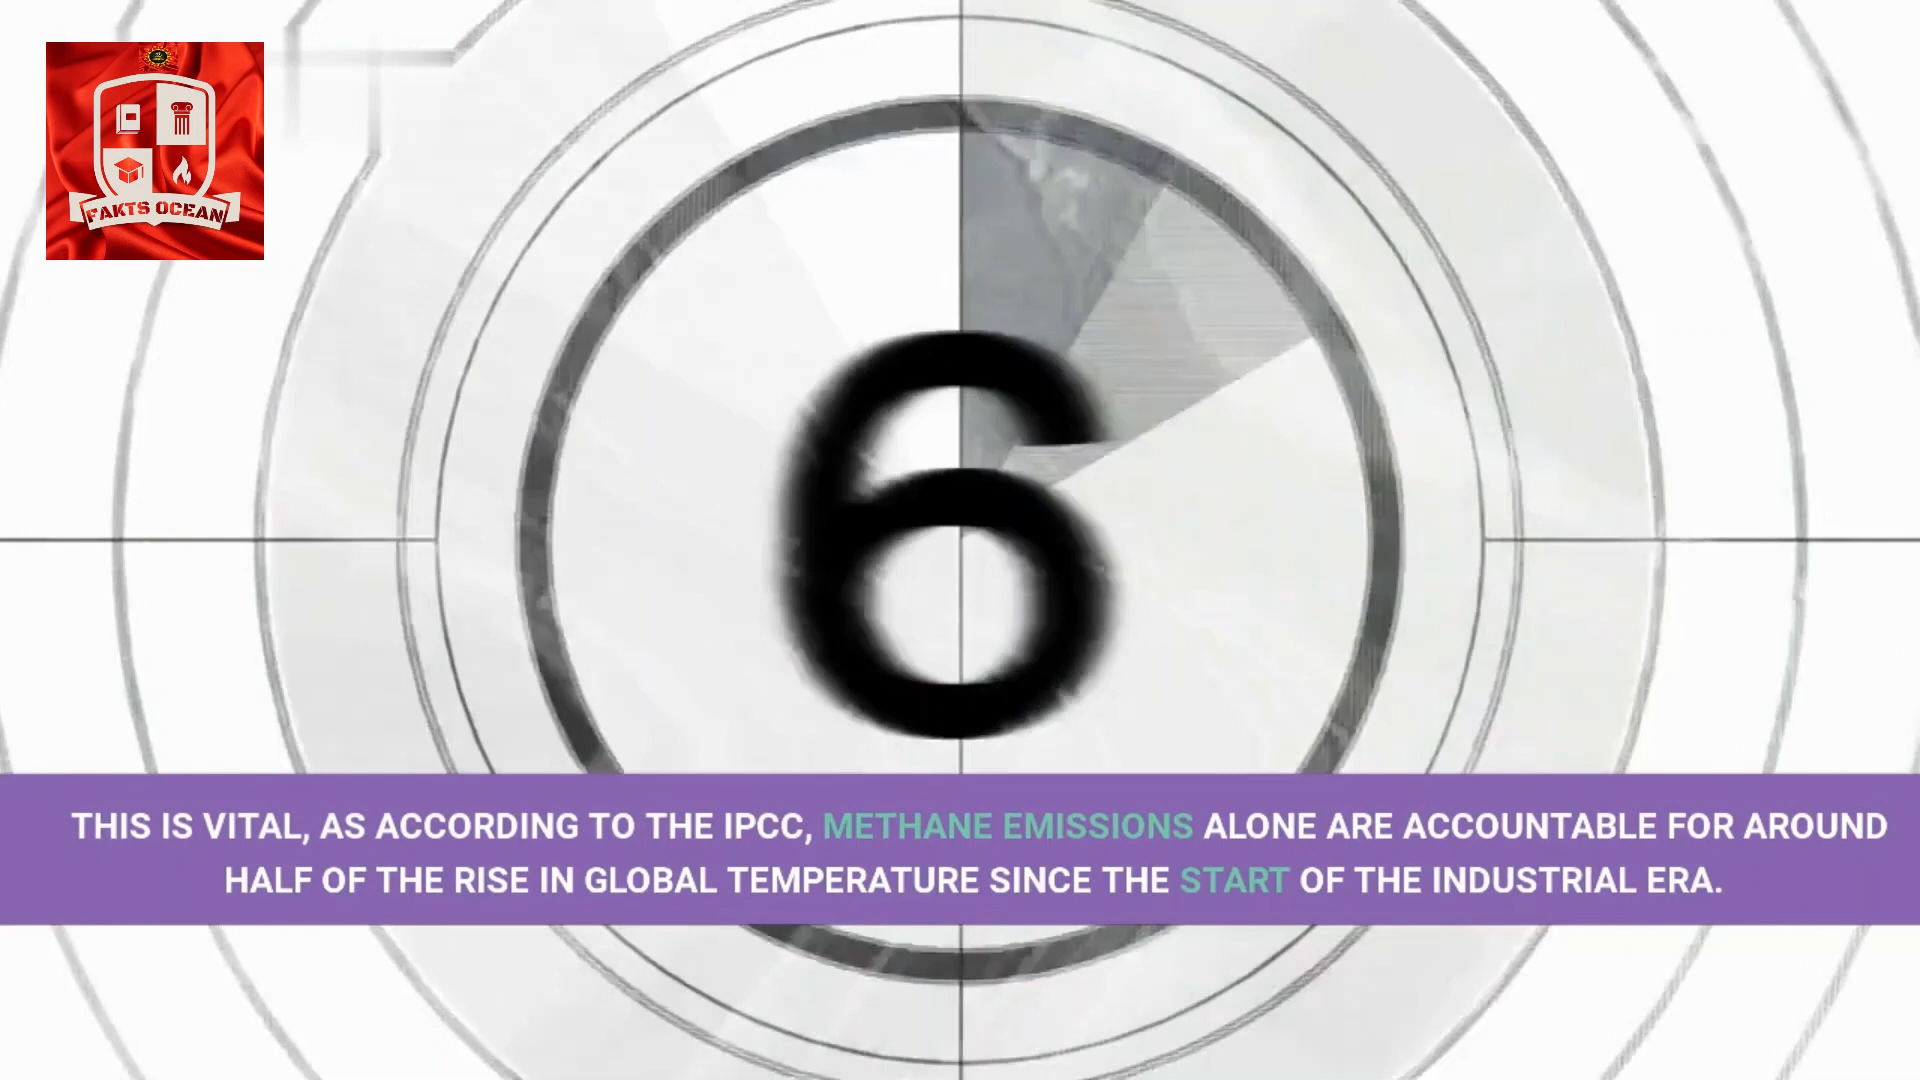 FAKTS OCEAN
6
THIS IS VITAL, AS ACCORDING TO THE IPCC, METHANE EMISSIONS ALONE ARE ACCOUNTABLE FOR AROUND
HALF OF THE RISE IN GLOBAL TEMPERATURE SINCE THE START OF THE INDUSTRIAL ERA.